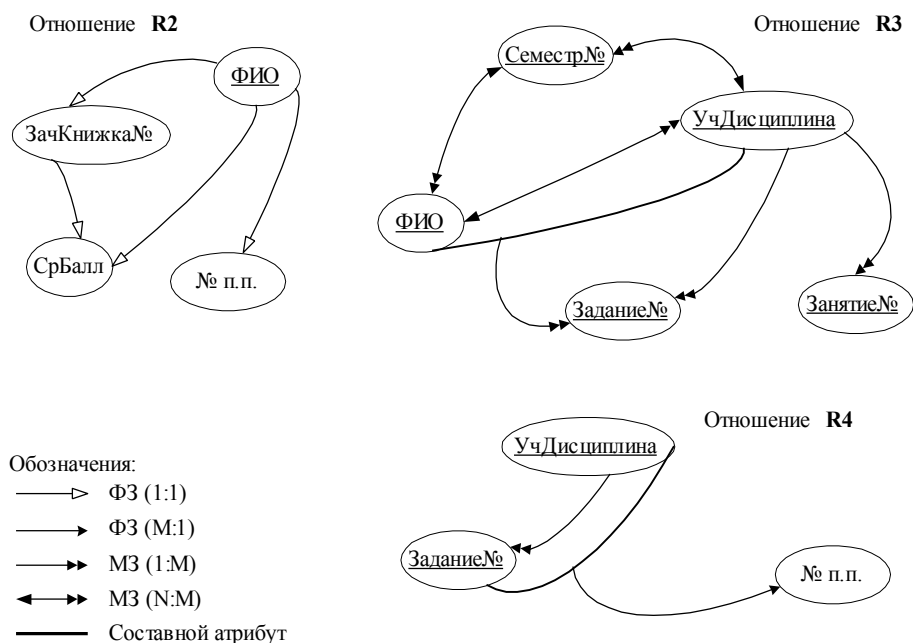 Отношение R2
ФИО
ЗачКнижка№
СрБалл
№ п.п.
Отношение R3
Семестр№
УчДисциплина
ФИО
Задание№
Занятие№
Отношение R4
УчДисциплина
Задание№
№ п.п.
Обозначения:
ФЗ (1:1)
ФЗ (М:1)
МЗ (1:М)
МЗ (N:М)
Составной атрибут